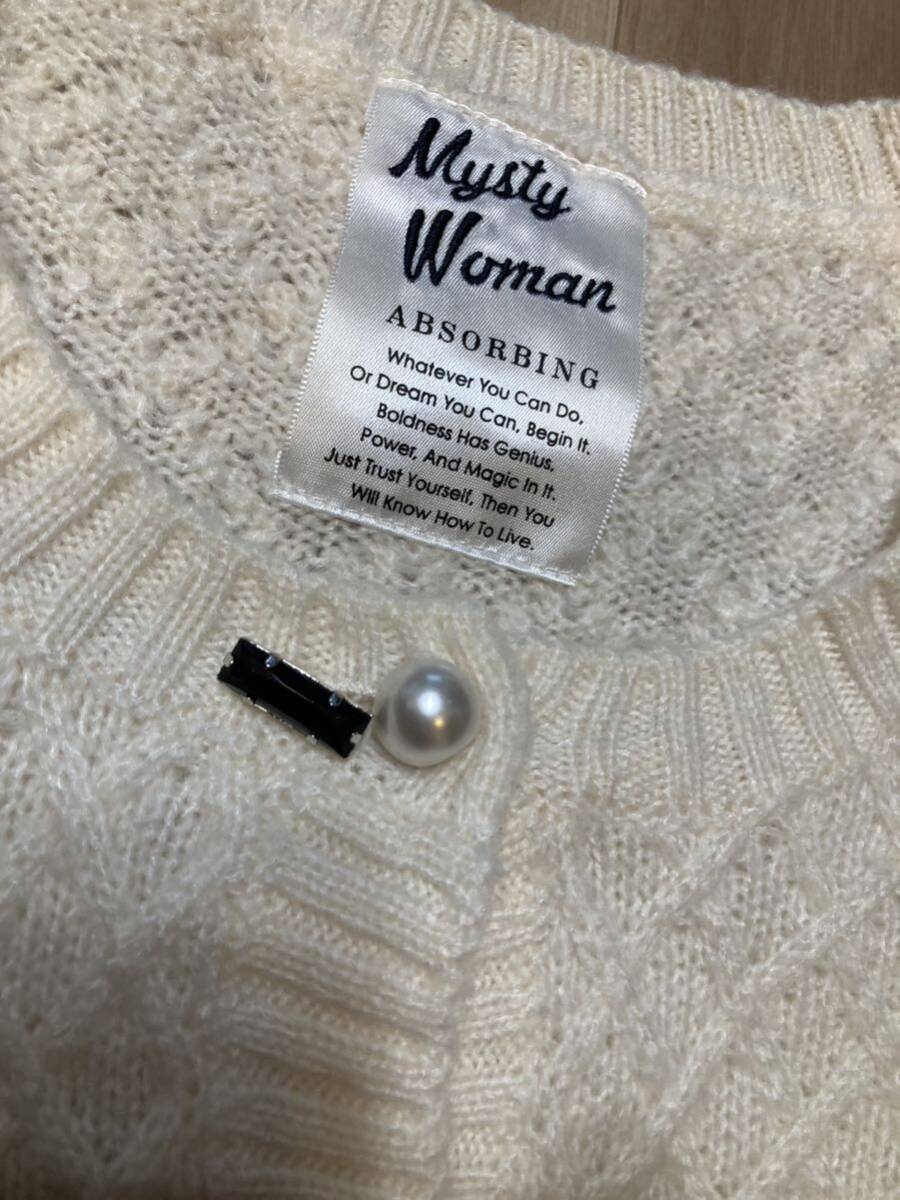 Mysty
Woman
ABSORBING
Whatever You Can Do,
Or Dream You Can, Begin It.
Boldness Has Genius,
Power, And Magic In It.
Just Trust Yourself, Then You
Will Know How To Live.